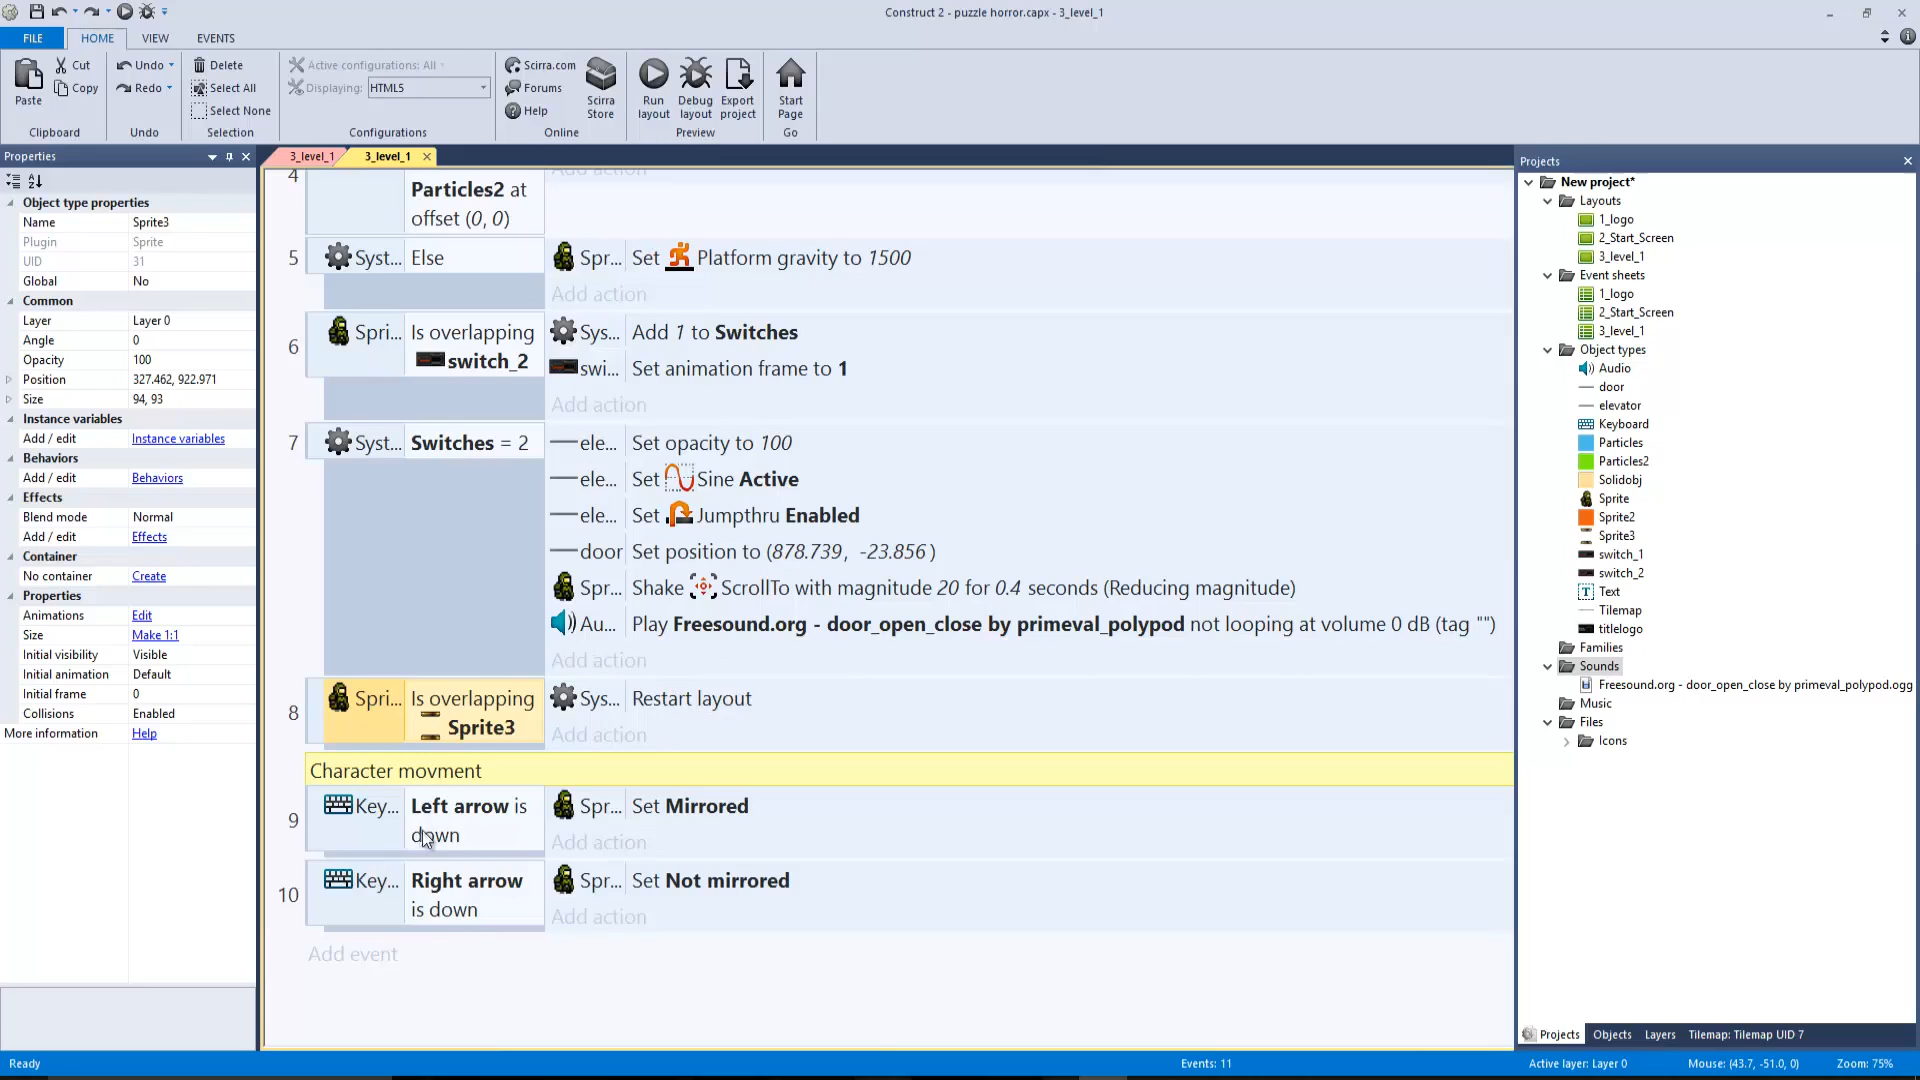 Construct 2 - puzzle horror.capx - 3_level_1
FILE HOME VIEW EVENTS
Paste Cut Copy Clipboard
Undo Redo Undo
Delete Select All Select None Selection
Active configurations: All
Displaying: HTML5
Configurations
Scirra.com Forums Help Scirra Store Online
Run layout Debug layout Export project Preview
Start Page Go
Properties
Object type properties
Name Sprite3
Plugin Sprite
UID 31
Global No
Common
Layer Layer 0
Angle 0
Opacity 100
Position 327.462, 922.971
Size 94, 93
Instance variables
Add / edit Instance variables
Behaviors
Add / edit Behaviors
Effects
Blend mode Normal
Add / edit Effects
Container
No container Create
Properties
Animations Edit
Size Make 1:1
Initial visibility Visible
Initial animation Default
Initial frame 0
Collisions Enabled
More information Help
3_level_1 3_level_1
4 Particles2 at offset (0, 0)
Add action
5 Syst... Else Spr... Set Platform gravity to 1500
Add action
6 Spri... Is overlapping switch_2 Sys... Add 1 to Switches
swi... Set animation frame to 1
Add action
7 Syst... Switches = 2 ele... Set opacity to 100
ele... Set Sine Active
ele... Set Jumpthru Enabled
door Set position to (878.739, -23.856 )
Spr... Shake ScrollTo with magnitude 20 for 0.4 seconds (Reducing magnitude)
Au... Play Freesound.org - door_open_close by primeval_polypod not looping at volume 0 dB (tag "")
Add action
8 Spri... Is overlapping Sprite3 Sys... Restart layout
Add action
Character movment
9 Key... Left arrow is down Spr... Set Mirrored
Add action
10 Key... Right arrow is down Spr... Set Not mirrored
Add action
Add event
Projects
New project*
Layouts
1_logo
2_Start_Screen
3_level_1
Event sheets
1_logo
2_Start_Screen
3_level_1
Object types
Audio
door
elevator
Keyboard
Particles
Particles2
Solidobj
Sprite
Sprite2
Sprite3
switch_1
switch_2
Text
Tilemap
titlelogo
Families
Sounds
Freesound.org - door_open_close by primeval_polypod.ogg
Music
Files
Icons
Projects Objects Layers Tilemap: Tilemap UID 7
Ready Events: 11 Active layer: Layer 0 Mouse: (43.7, -51.0, 0) Zoom: 75%